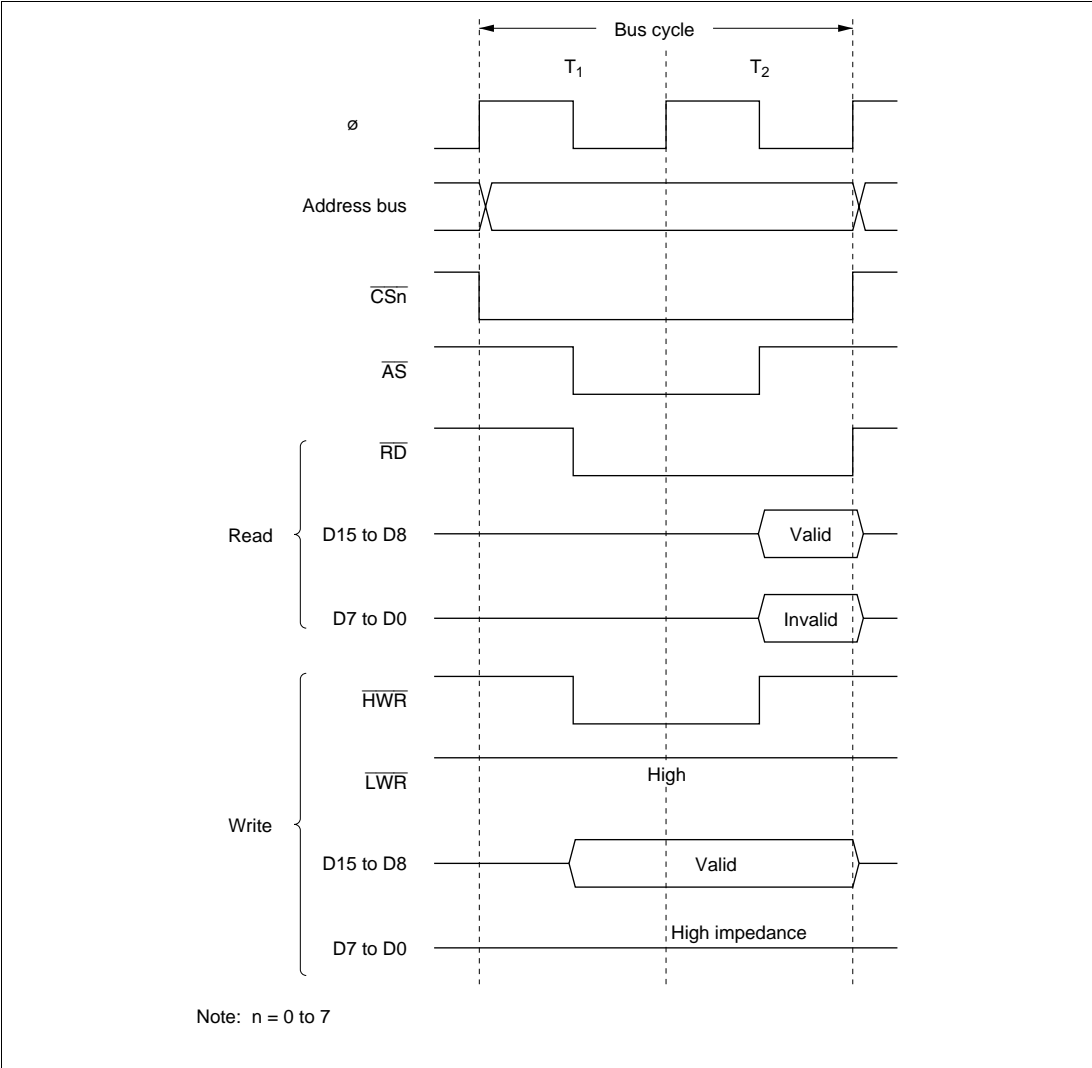 Bus cycle
T1 T2
ø
Address bus
CSn
AS
RD
Read
D15 to D8 Valid
D7 to D0 Invalid
HWR
LWR High
Write
D15 to D8 Valid
D7 to D0 High impedance
Note: n = 0 to 7